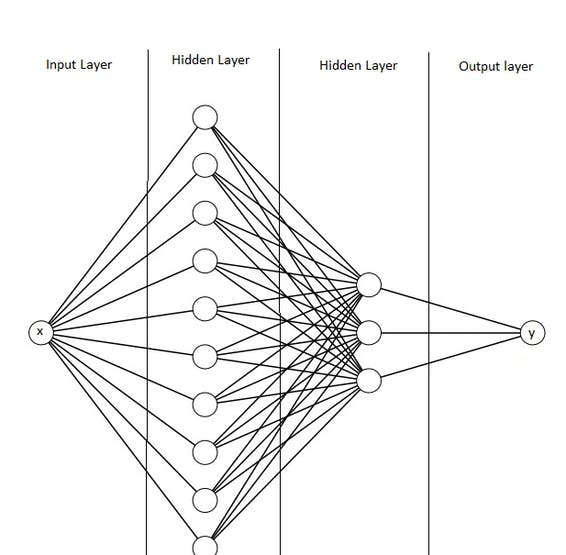 Input Layer
Hidden Layer
Hidden Layer
Output layer
x
y